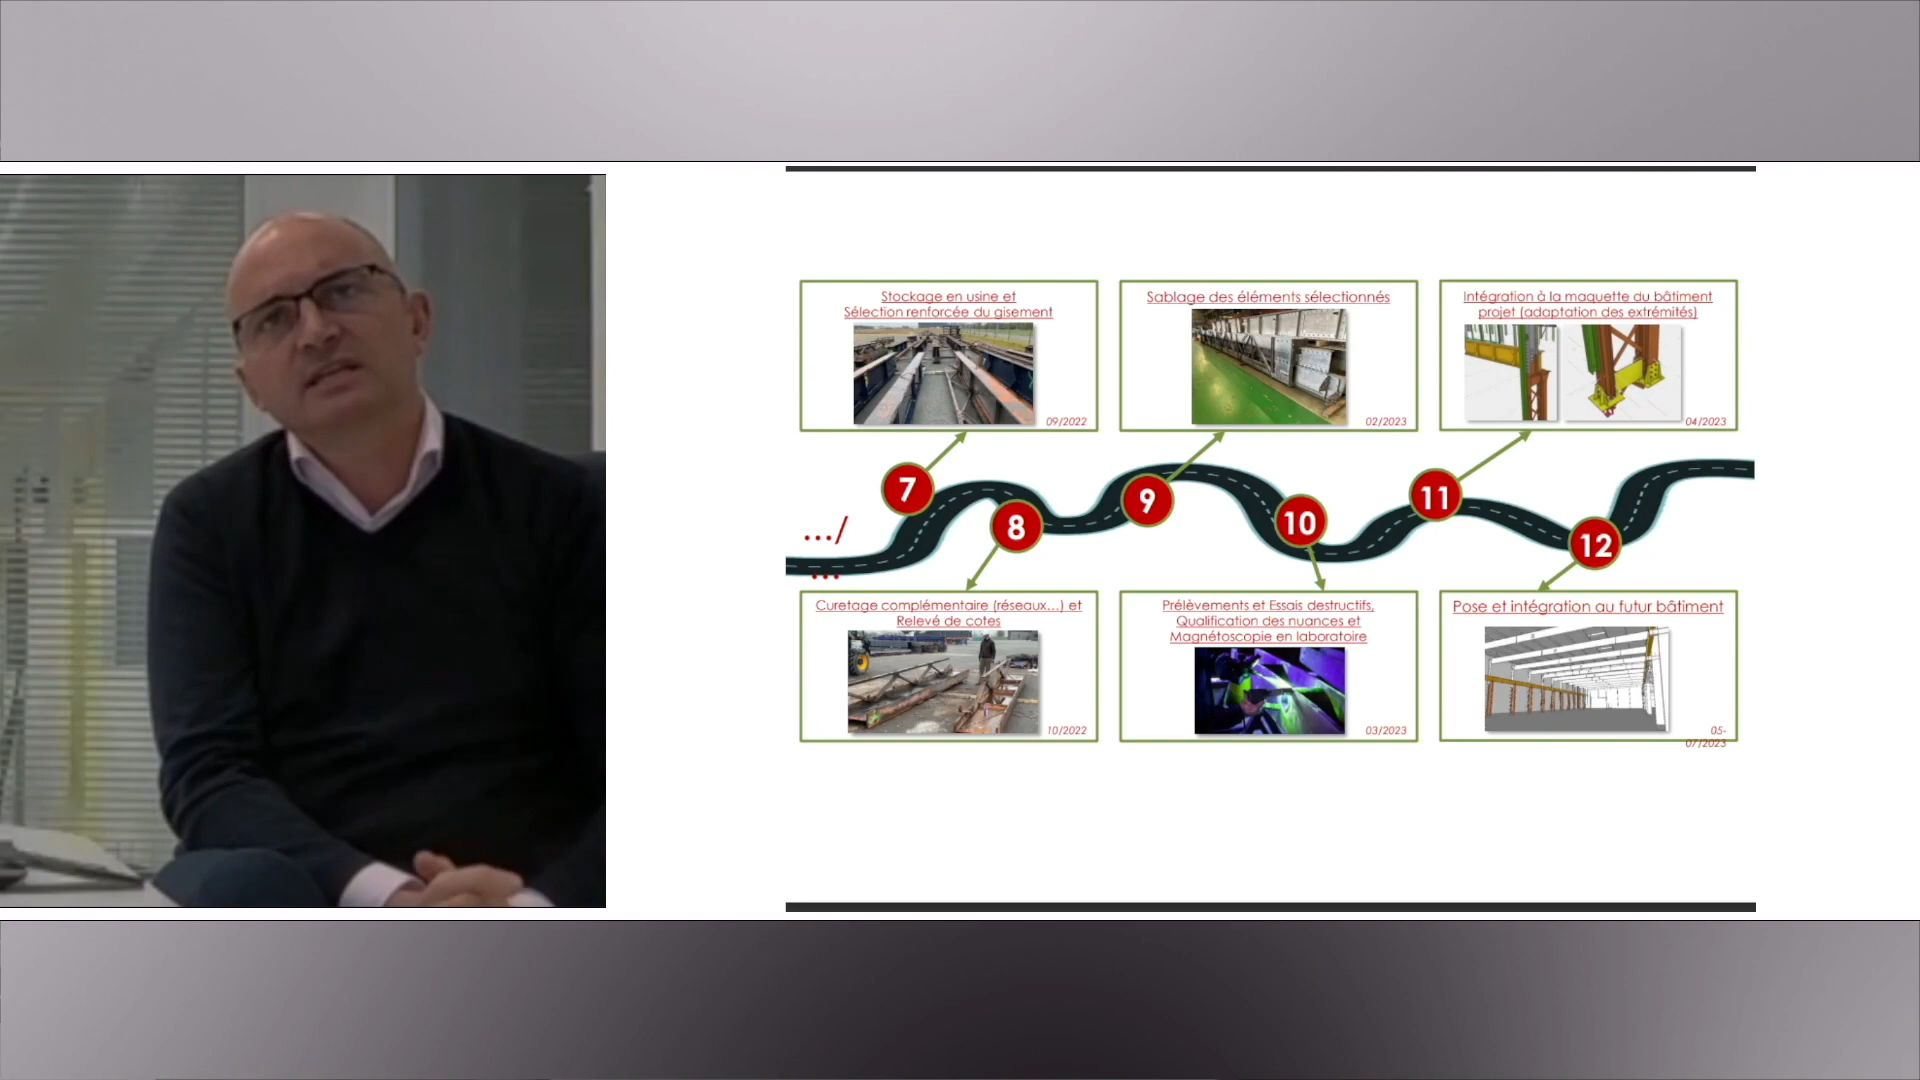 Stockage en usine et
Sélection renforcée du gisement
09/2022
Sablage des éléments sélectionnés
02/2023
Intégration à la maquette du bâtiment
projet (adaptation des extrémités)
04/2023
7
8
9
10
11
12
.../
...
Curetage complémentaire (réseaux...) et
Relevé de cotes
10/2022
Prélèvements et Essais destructifs,
Qualification des nuances et
Magnétoscopie en laboratoire
03/2023
Pose et intégration au futur bâtiment
05-
07/2023